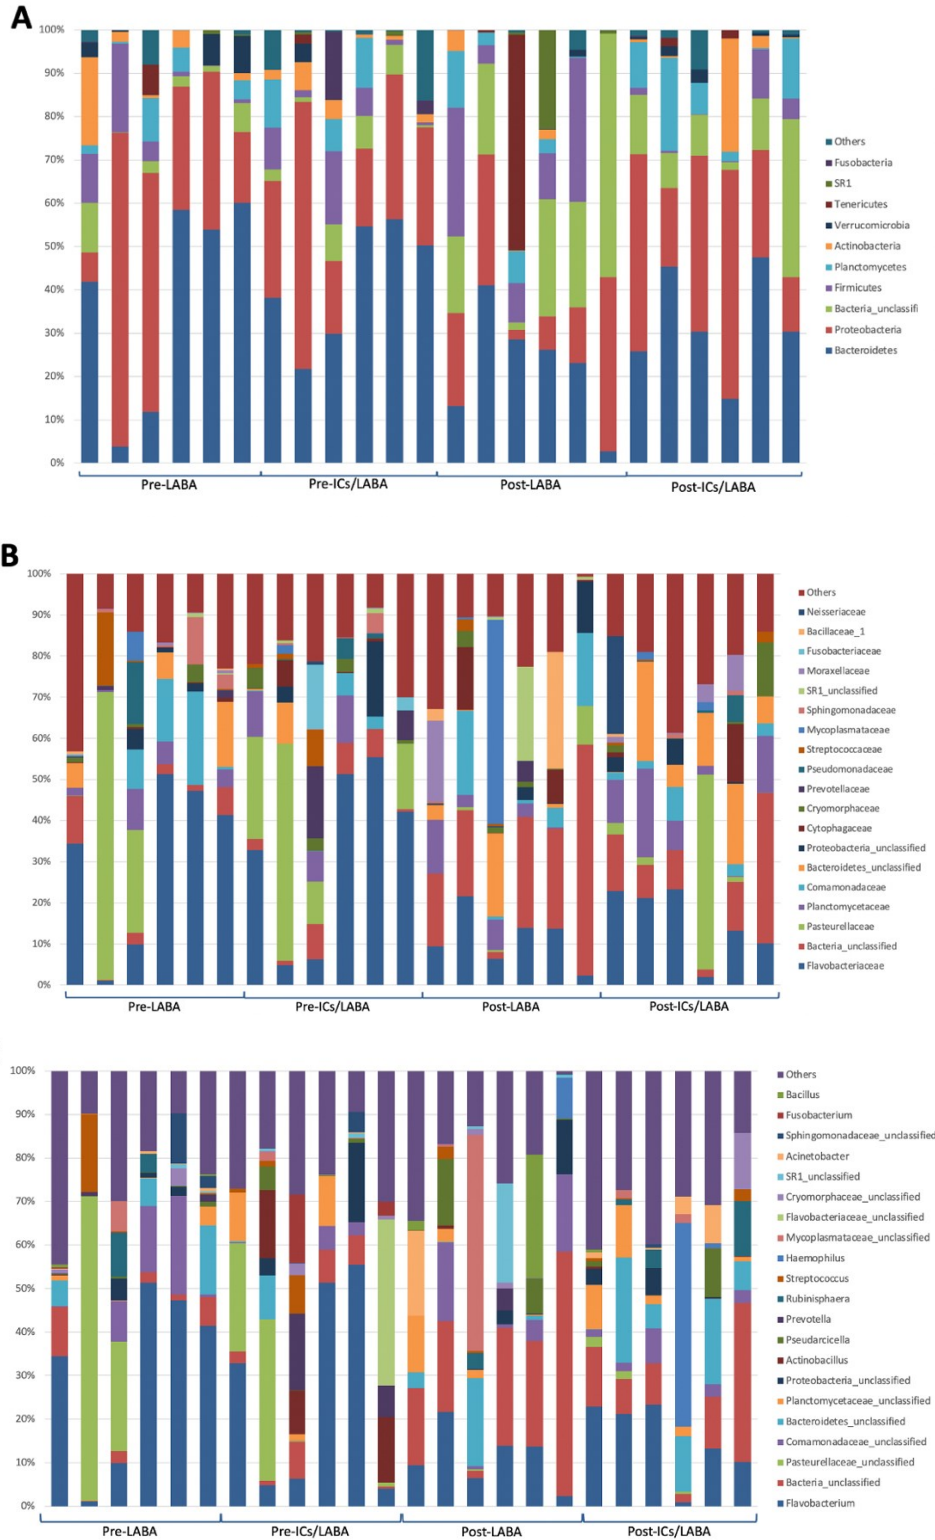 A
100%
90%
80%
70%
60%
50%
40%
30%
20%
10%
0%
Pre-LABA
Pre-ICs/LABA
Post-LABA
Post-ICs/LABA
Others
Fusobacteria
SR1
Tenericutes
Verrucomicrobia
Actinobacteria
Planctomycetes
Firmicutes
Bacteria_unclassifi
Proteobacteria
Bacteroidetes
B
100%
90%
80%
70%
60%
50%
40%
30%
20%
10%
0%
Pre-LABA
Pre-ICs/LABA
Post-LABA
Post-ICs/LABA
Others
Neisseriaceae
Bacillaceae_1
Fusobacteriaceae
Moraxellaceae
SR1_unclassified
Sphingomonadaceae
Mycoplasmataceae
Streptococcaceae
Pseudomonadaceae
Prevotellaceae
Cryomorphaceae
Cytophagaceae
Proteobacteria_unclassified
Bacteroidetes_unclassified
Comamonadaceae
Planctomycetaceae
Pasteurellaceae
Bacteria_unclassified
Flavobacteriaceae
100%
90%
80%
70%
60%
50%
40%
30%
20%
10%
0%
Pre-LABA
Pre-ICs/LABA
Post-LABA
Post-ICs/LABA
Others
Bacillus
Fusobacterium
Sphingomonadaceae_unclassified
Acinetobacter
SR1_unclassified
Cryomorphaceae_unclassified
Flavobacteriaceae_unclassified
Mycoplasmataceae_unclassified
Haemophilus
Streptococcus
Rubinisphaera
Prevotella
Pseudarcicella
Actinobacillus
Proteobacteria_unclassified
Planctomycetaceae_unclassified
Bacteroidetes_unclassified
Comamonadaceae_unclassified
Pasteurellaceae_unclassified
Bacteria_unclassified
Flavobacterium